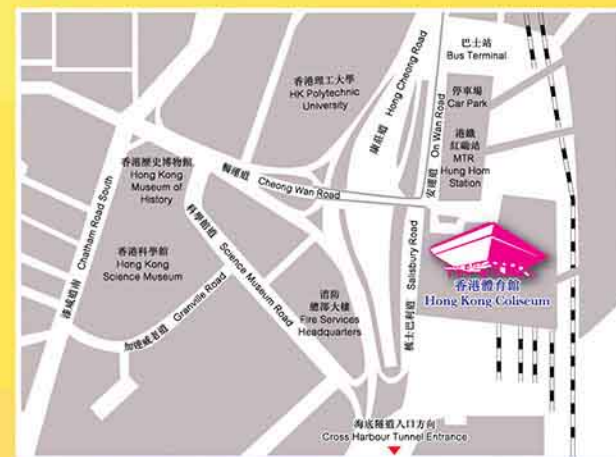 巴士站
Bus Terminal
停車場
Car Park
港鐵
紅磡站
MTR
Hung Hom
Station
香港理工大學
HK Polytechnic
University
康莊道 Hong Chong Road
安運道 On Wan Road
香港歷史博物館
Hong Kong
Museum of
History
暢運道 Cheong Wan Road
漆咸道南 Chatham Road South
科學館道 Science Museum Road
香港科學館
Hong Kong
Science Museum
加連威老道 Granville Road
消防
總部大樓
Fire Services
Headquarters
梳士巴利道 Salisbury Road
香港體育館
Hong Kong Coliseum
海底隧道入口方向
Cross Harbour Tunnel Entrance